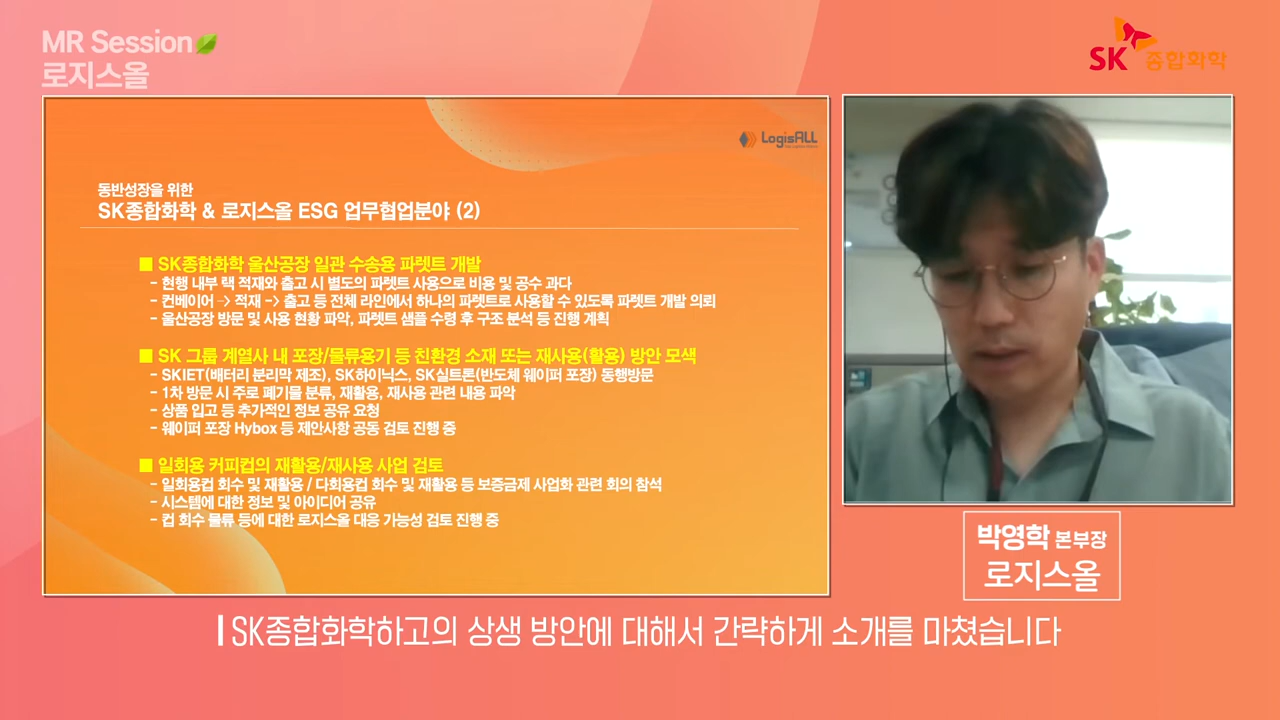 MR Session
로지스올
SK 종합화학
LogisALL
동반성장을 위한
SK종합화학 & 로지스올 ESG 업무협업분야 (2)
■ SK종합화학 울산공장 일관 수송용 파렛트 개발
- 현행 내부 랙 적재와 출고 시 별도의 파렛트 사용으로 비용 및 공수 과다
- 컨베이어 -> 적재 -> 출고 등 전체 라인에서 하나의 파렛트로 사용할 수 있도록 파렛트 개발 의뢰
- 울산공장 방문 및 사용 현황 파악, 파렛트 샘플 수령 후 구조 분석 등 진행 계획
■ SK 그룹 계열사 내 포장/물류용기 등 친환경 소재 또는 재사용(활용) 방안 모색
- SKIET(배터리 분리막 제조), SK하이닉스, SK실트론(반도체 웨이퍼 포장) 동행방문
- 1차 방문 시 주로 폐기물 분류, 재활용, 재사용 관련 내용 파악
- 상품 입고 등 추가적인 정보 공유 요청
- 웨이퍼 포장 Hybox 등 제안사항 공동 검토 진행 중
■ 일회용 커피컵의 재활용/재사용 사업 검토
- 일회용컵 회수 및 재활용 / 다회용컵 회수 및 재활용 등 보증금제 사업화 관련 회의 참석
- 시스템에 대한 정보 및 아이디어 공유
- 컵 회수 물류 등에 대한 로지스올 대응 가능성 검토 진행 중
박영학 본부장
로지스올
SK종합화학하고의 상생 방안에 대해서 간략하게 소개를 마쳤습니다